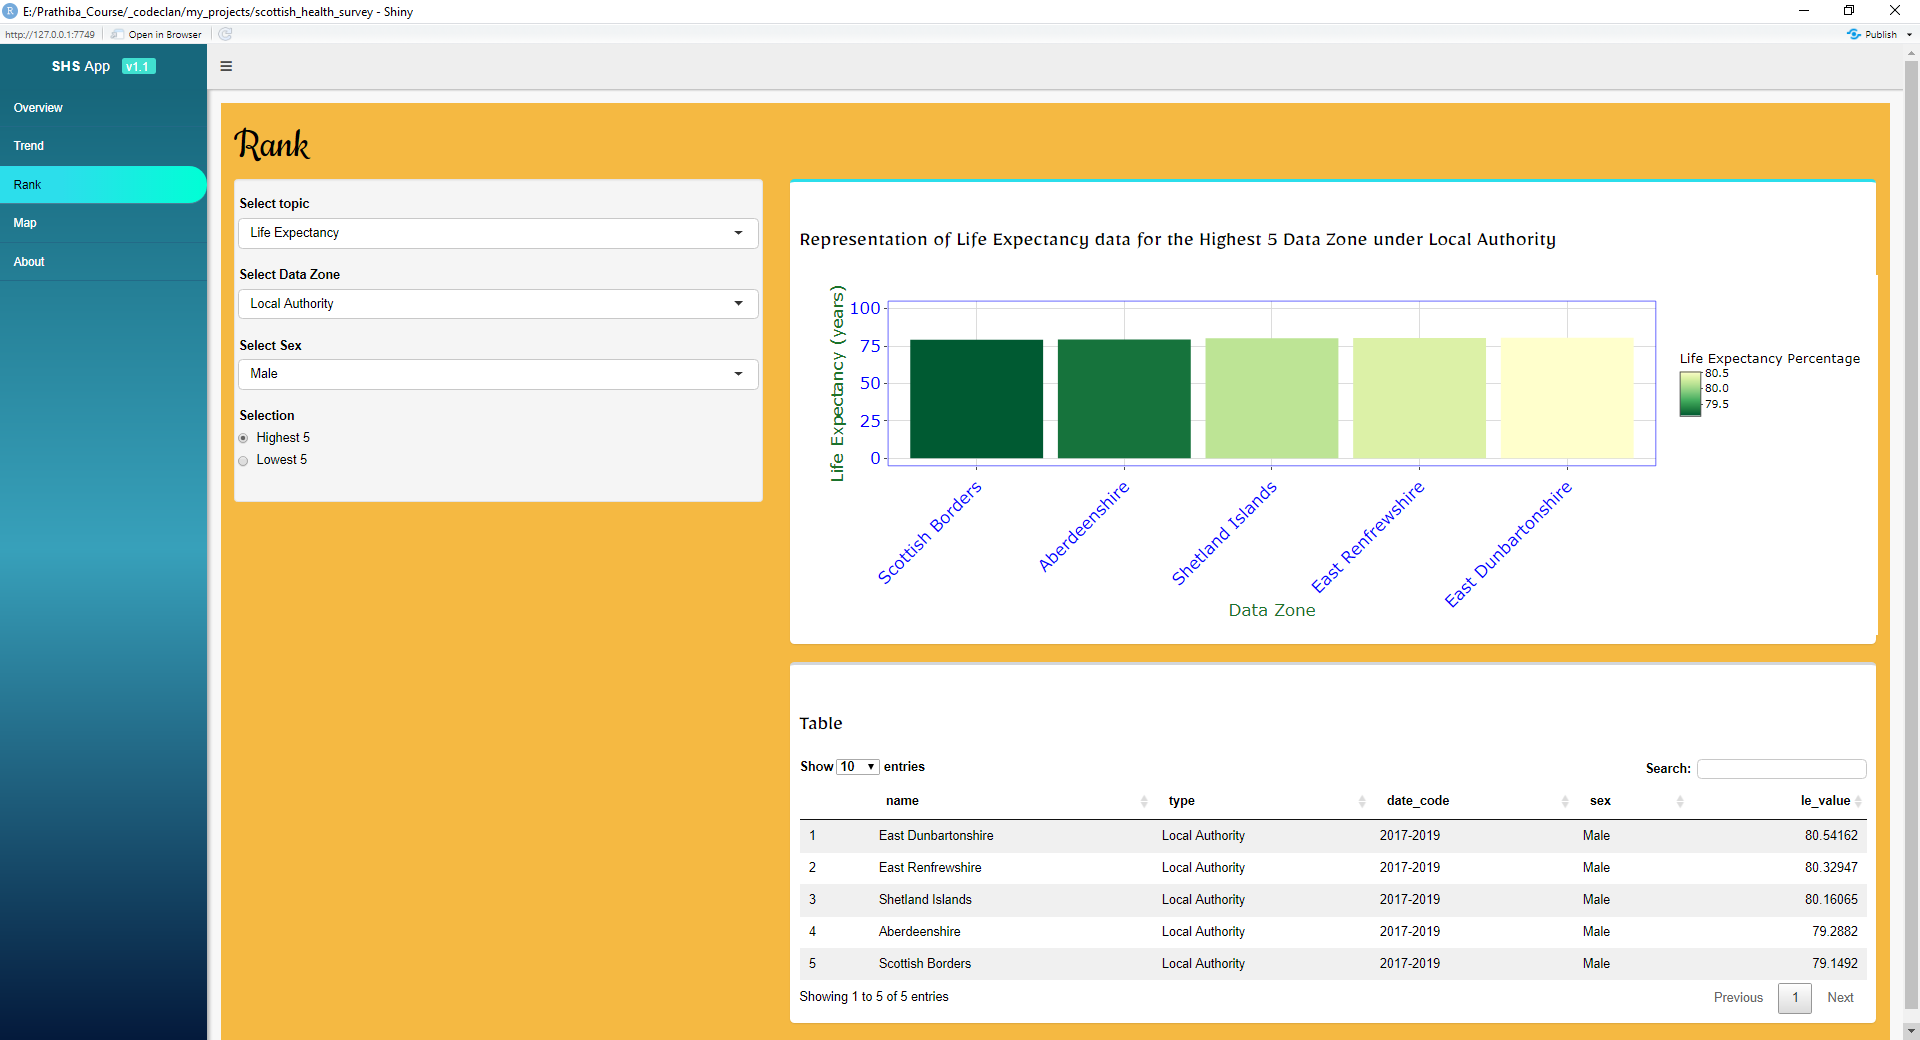 E:/Prathiba_Course/_codeclan/my_projects/scottish_health_survey - Shiny
http://127.0.0.1:7749 Open in Browser Publish
SHS App v1.1
Overview
Trend
Rank
Map
About
Rank
Select topic
Life Expectancy
Select Data Zone
Local Authority
Select Sex
Male
Selection
Highest 5
Lowest 5
Representation of Life Expectancy data for the Highest 5 Data Zone under Local Authority
Life Expectancy (years)
100
75
50
25
0
Scottish Borders
Aberdeenshire
Shetland Islands
East Renfrewshire
East Dunbartonshire
Data Zone
Life Expectancy Percentage
80.5
80.0
79.5
Table
Show 10 entries Search:
name type date_code sex le_value
1 East Dunbartonshire Local Authority 2017-2019 Male 80.54162
2 East Renfrewshire Local Authority 2017-2019 Male 80.32947
3 Shetland Islands Local Authority 2017-2019 Male 80.16065
4 Aberdeenshire Local Authority 2017-2019 Male 79.2882
5 Scottish Borders Local Authority 2017-2019 Male 79.1492
Showing 1 to 5 of 5 entries Previous 1 Next